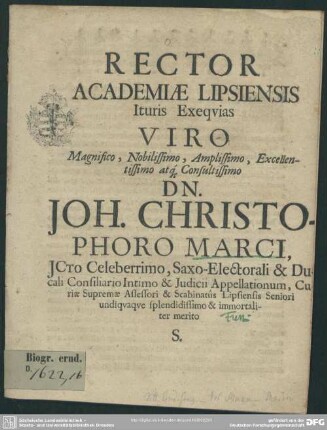 RECTOR
ACADEMIÆ LIPSIENSIS
Ituris Exeqvias
VIRO
Magnifico, Nobilissimo, Amplissimo, Excellen-
tissimo atq; Consultissimo
DN.
JOH. CHRISTO-
PHORO MARCI,
JCTO Celeberrimo, Saxo-Electorali & Du-
cali Consiliario Intimo & Judicii Appellationum, Cu-
riæ Supremæ Assessori & Scabinatus Lipsiensis Seniori
undiqvaqve splendidissimo & immortali-
ter merito
S.
Biogr. erud.
D. 1622,16